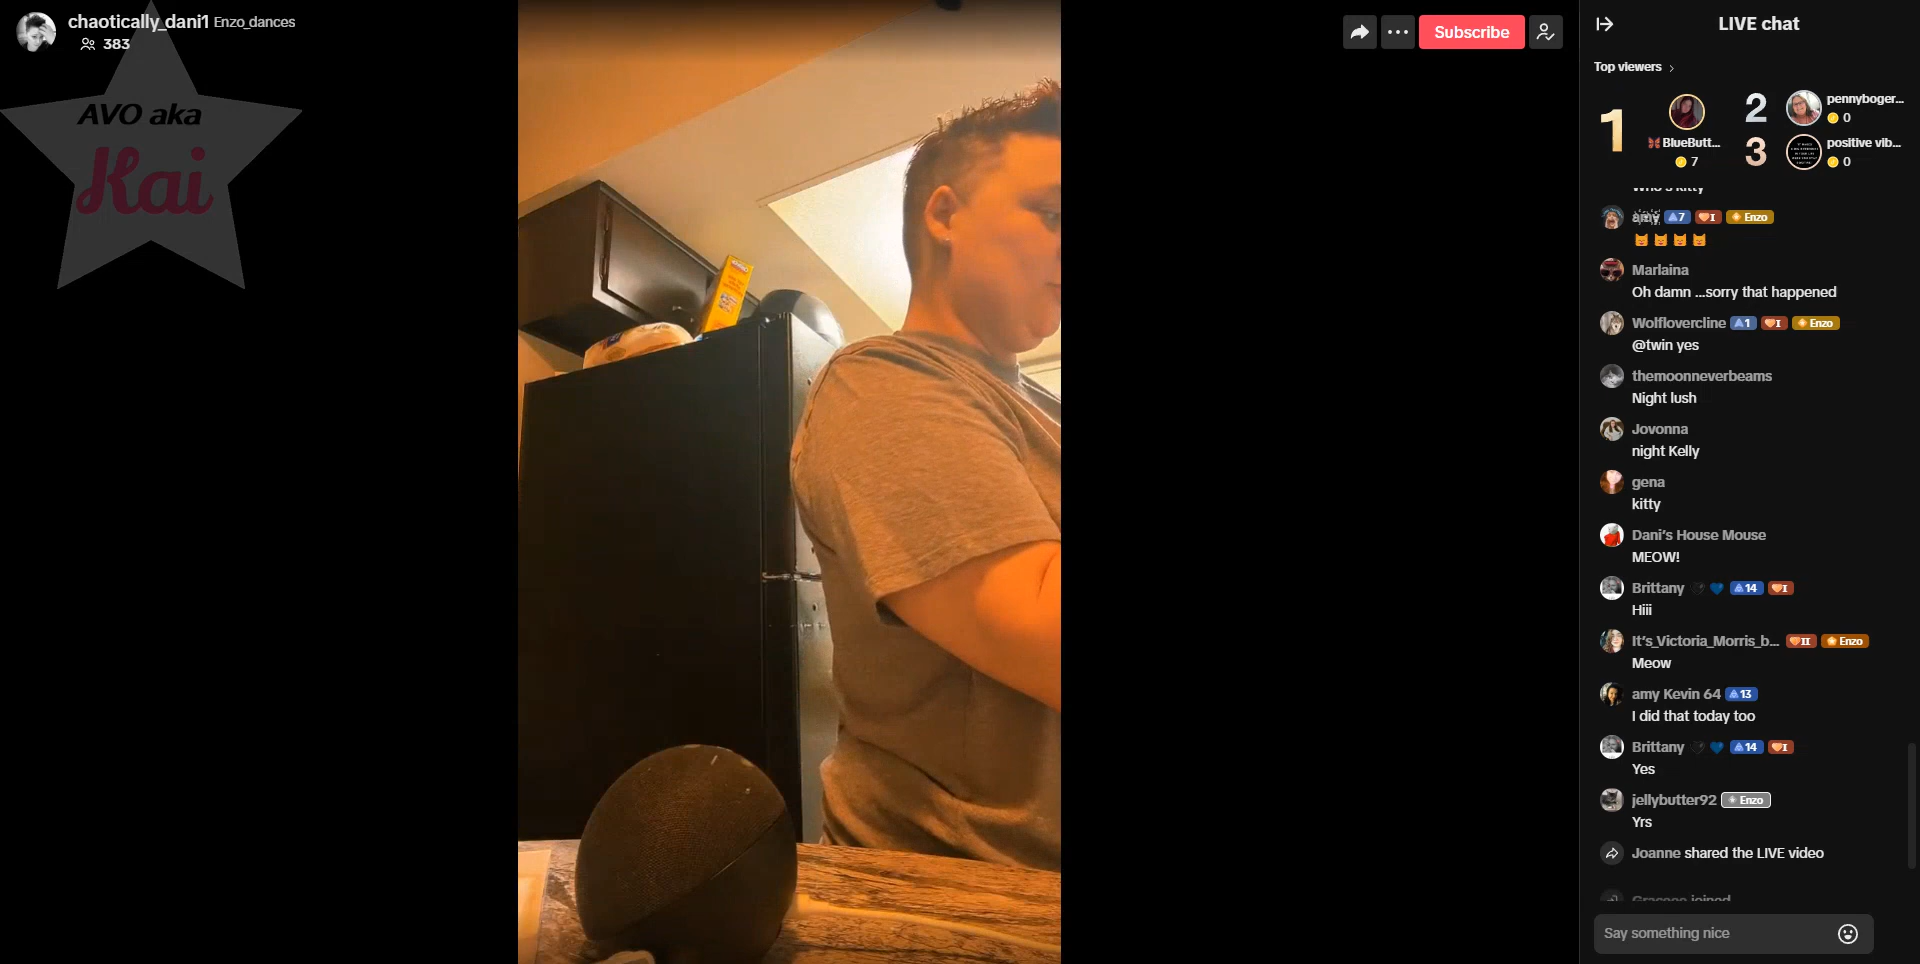 chaotically_dani1 Enzo_dances
383
AVO aka
Kai
Subscribe
LIVE chat
Top viewers
1
BlueButt...
7
2
pennyboger...
0
3
positive vib...
0
Who's kitty
amy 7 I Enzo
Marlaina
Oh damn ...sorry that happened
Wolflovercline 1 I Enzo
@twin yes
themoonneverbeams
Night lush
Jovonna
night Kelly
gena
kitty
Dani's House Mouse
MEOW!
Brittany 14 I
Hiii
It's_Victoria_Morris_b... II Enzo
Meow
amy Kevin 64 13
I did that today too
Brittany 14 I
Yes
jellybutter92 Enzo
Yrs
Joanne shared the LIVE video
joined
Say something nice